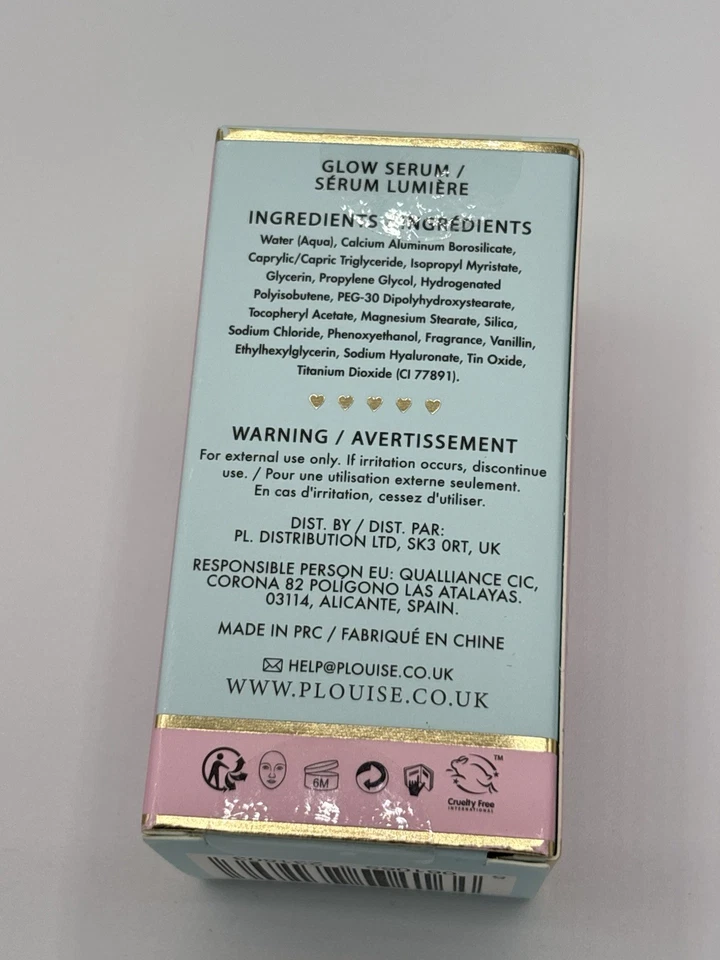 GLOW SERUM /
SÉRUM LUMIÈRE
INGREDIENTS / INGRÉDIENTS
Water (Aqua), Calcium Aluminum Borosilicate,
Caprylic/Capric Triglyceride, Isopropyl Myristate,
Glycerin, Propylene Glycol, Hydrogenated
Polyisobutene, PEG-30 Dipolyhydroxystearate,
Tocopheryl Acetate, Magnesium Stearate, Silica,
Sodium Chloride, Phenoxyethanol, Fragrance, Vanillin,
Ethylhexylglycerin, Sodium Hyaluronate, Tin Oxide,
Titanium Dioxide (CI 77891).
WARNING / AVERTISSEMENT
For external use only. If irritation occurs, discontinue
use. / Pour une utilisation externe seulement.
En cas d'irritation, cessez d'utiliser.
DIST. BY / DIST. PAR:
PL. DISTRIBUTION LTD, SK3 0RT, UK
RESPONSIBLE PERSON EU: QUALLIANCE CIC,
CORONA 82 POLÍGONO LAS ATALAYAS.
03114, ALICANTE, SPAIN.
MADE IN PRC / FABRIQUÉ EN CHINE
HELP@PLOUISE.CO.UK
WWW.PLOUISE.CO.UK
6M
TM
Cruelty Free
INTERNATIONAL